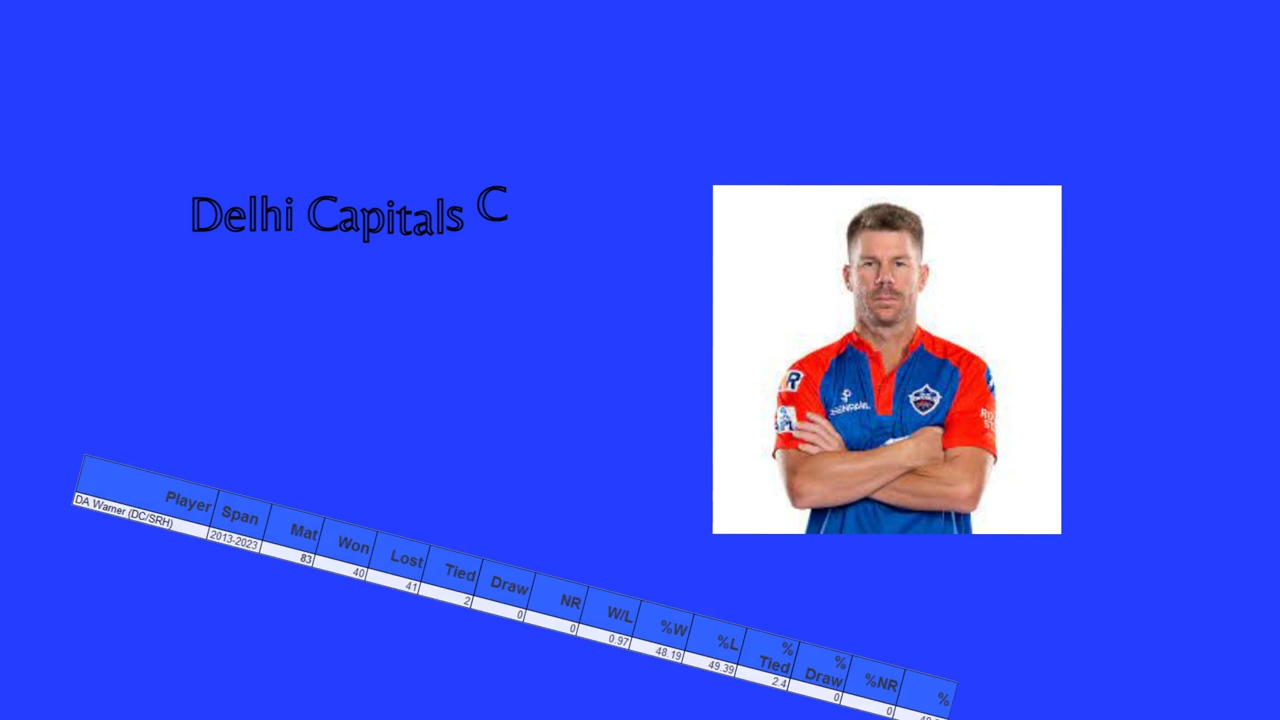 Delhi Capitals C
Player Span Mat Won Lost Tied Draw NR W/L %W %L % Tied % Draw %NR %
DA Warner (DC/SRH) 2013-2023 83 40 41 2 0 0 0.97 48.19 49.39 2.4 0 0